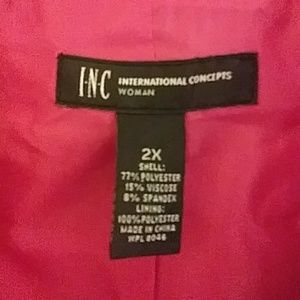 I·N·C INTERNATIONAL CONCEPTS
WOMAN
2X
SHELL:
77% POLYESTER
15% VISCOSE
8% SPANDEX
LINING:
100% POLYESTER
MADE IN CHINA
WPL 8046